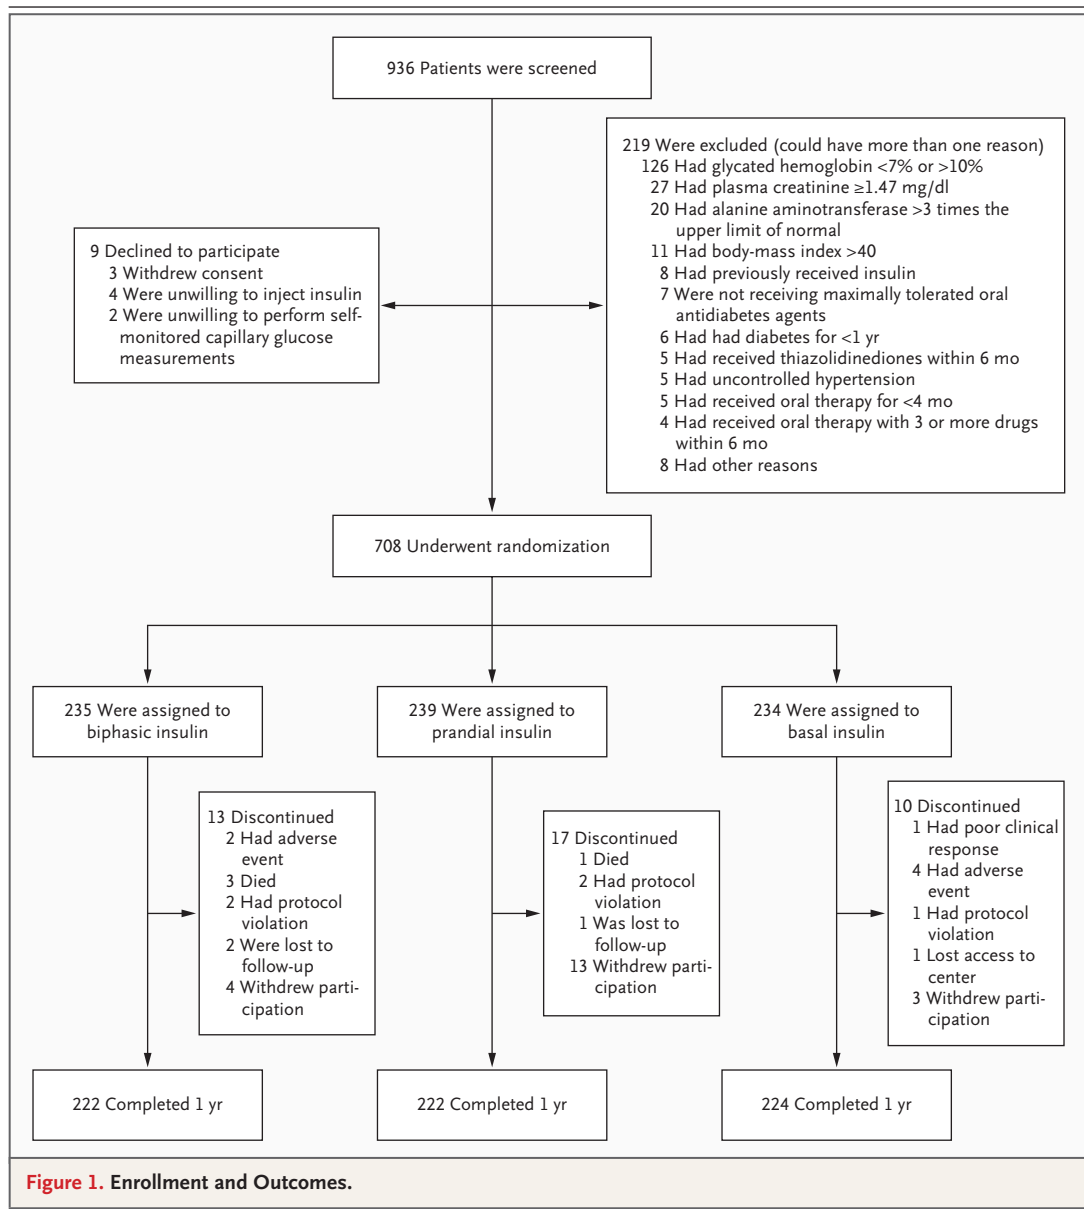 936 Patients were screened
219 Were excluded (could have more than one reason)
126 Had glycated hemoglobin <7% or >10%
27 Had plasma creatinine ≥1.47 mg/dl
20 Had alanine aminotransferase >3 times the
upper limit of normal
11 Had body-mass index >40
8 Had previously received insulin
7 Were not receiving maximally tolerated oral
antidiabetes agents
6 Had had diabetes for <1 yr
5 Had received thiazolidinediones within 6 mo
5 Had uncontrolled hypertension
5 Had received oral therapy for <4 mo
4 Had received oral therapy with 3 or more drugs
within 6 mo
8 Had other reasons
9 Declined to participate
3 Withdrew consent
4 Were unwilling to inject insulin
2 Were unwilling to perform self-
monitored capillary glucose
measurements
708 Underwent randomization
235 Were assigned to
biphasic insulin
239 Were assigned to
prandial insulin
234 Were assigned to
basal insulin
13 Discontinued
2 Had adverse
event
3 Died
2 Had protocol
violation
2 Were lost to
follow-up
4 Withdrew parti-
cipation
17 Discontinued
1 Died
2 Had protocol
violation
1 Was lost to
follow-up
13 Withdrew parti-
cipation
10 Discontinued
1 Had poor clinical
response
4 Had adverse
event
1 Had protocol
violation
1 Lost access to
center
3 Withdrew parti-
cipation
222 Completed 1 yr
222 Completed 1 yr
224 Completed 1 yr
Figure 1. Enrollment and Outcomes.